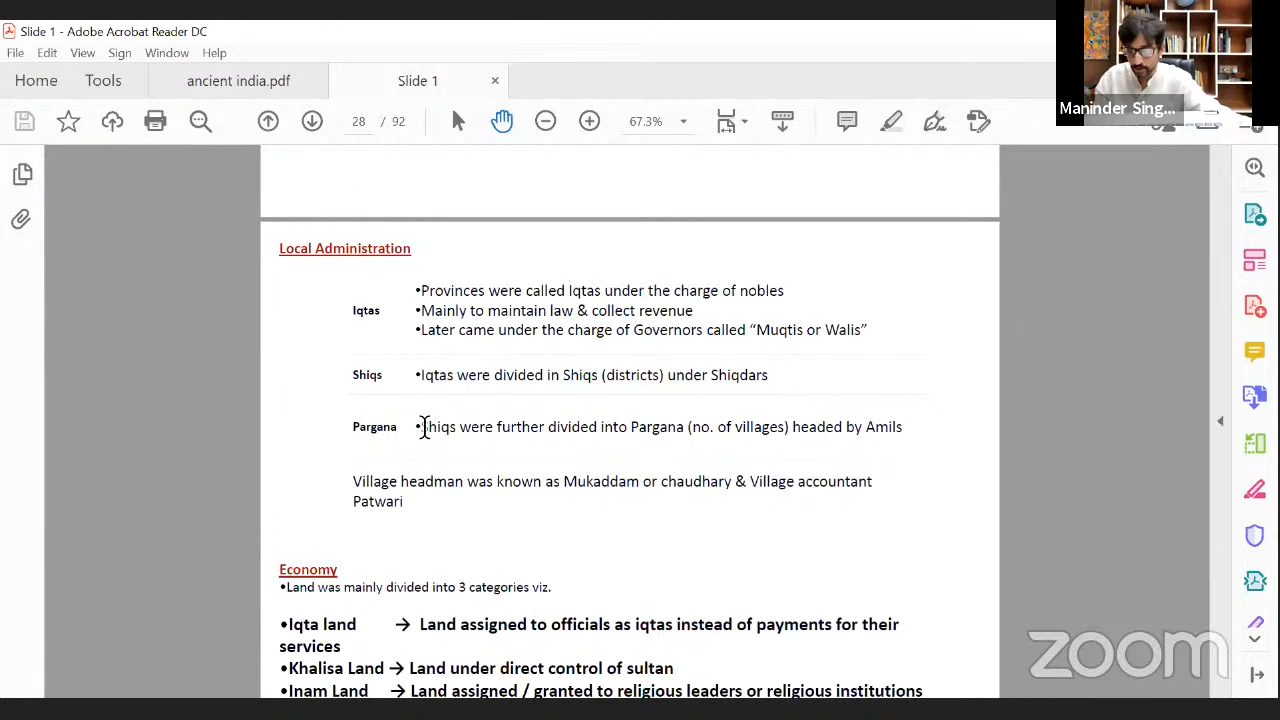 Slide 1 - Adobe Acrobat Reader DC
File Edit View Sign Window Help
Home Tools ancient india.pdf Slide 1 ×
28 / 92 67.3%
Maninder Sing...
Local Administration
•Provinces were called Iqtas under the charge of nobles
Iqtas •Mainly to maintain law & collect revenue
•Later came under the charge of Governors called “Muqtis or Walis”
Shiqs •Iqtas were divided in Shiqs (districts) under Shiqdars
Pargana •Shiqs were further divided into Pargana (no. of villages) headed by Amils
Village headman was known as Mukaddam or chaudhary & Village accountant
Patwari
Economy
•Land was mainly divided into 3 categories viz.
•Iqta land → Land assigned to officials as iqtas instead of payments for their
services
•Khalisa Land → Land under direct control of sultan
•Inam Land → Land assigned / granted to religious leaders or religious institutions
zoom